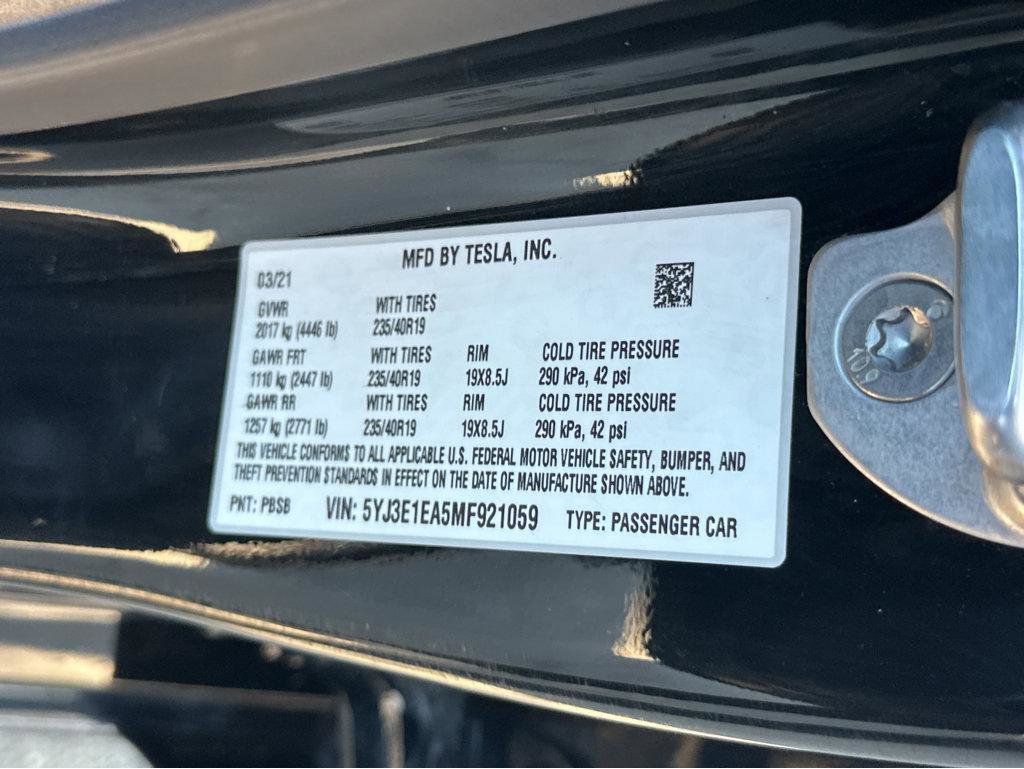 MFD BY TESLA, INC.
03/21
GVWR WITH TIRES
2017 kg (4446 lb) 235/40R19
GAWR FRT WITH TIRES RIM COLD TIRE PRESSURE
1110 kg (2447 lb) 235/40R19 19X8.5J 290 kPa, 42 psi
GAWR RR WITH TIRES RIM COLD TIRE PRESSURE
1257 kg (2771 lb) 235/40R19 19X8.5J 290 kPa, 42 psi
THIS VEHICLE CONFORMS TO ALL APPLICABLE U.S. FEDERAL MOTOR VEHICLE SAFETY, BUMPER, AND
THEFT PREVENTION STANDARDS IN EFFECT ON THE DATE OF MANUFACTURE SHOWN ABOVE.
PNT: PBSB VIN: 5YJ3E1EA5MF921059 TYPE: PASSENGER CAR
109